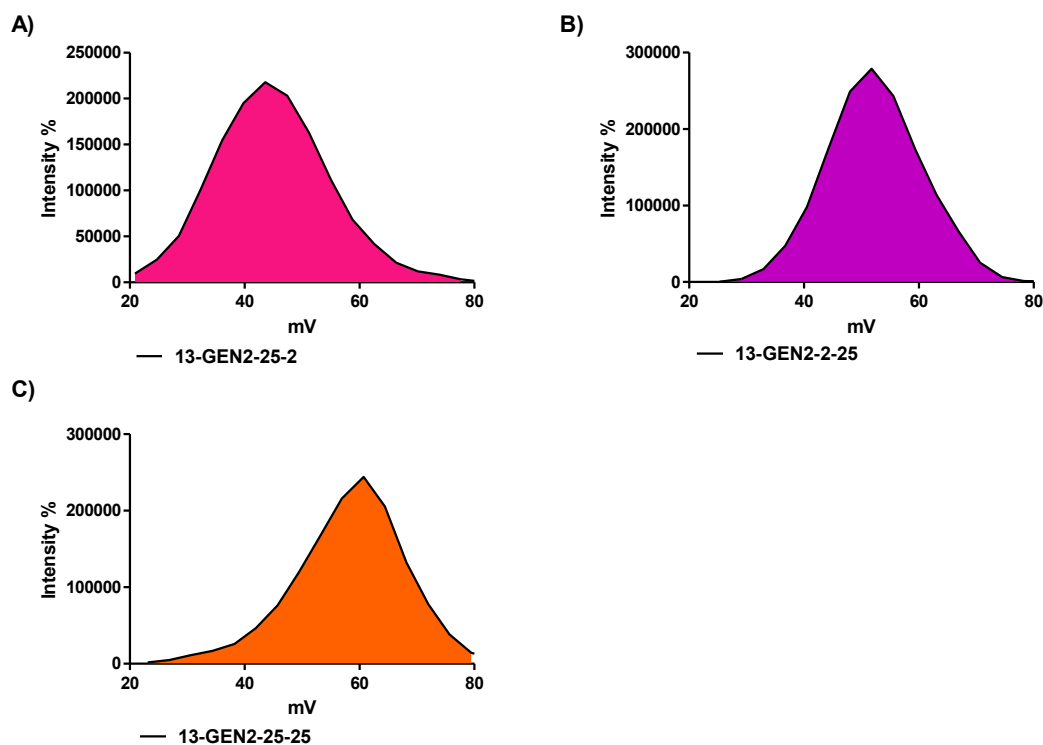 A)
250000
200000
150000
100000
50000
0
Intensity %
20 40 60 80
mV
13-GEN2-25-2
B)
300000
200000
100000
0
Intensity %
20 40 60 80
mV
13-GEN2-2-25
C)
300000
200000
100000
0
Intensity %
20 40 60 80
mV
13-GEN2-25-25